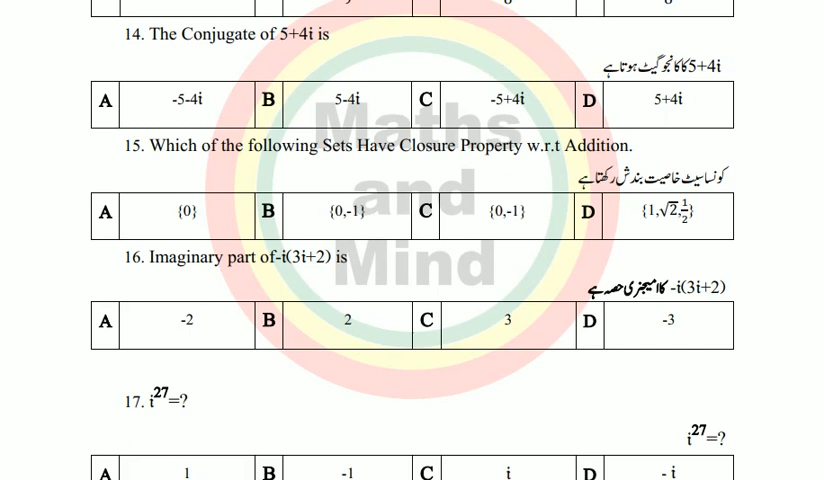 14. The Conjugate of 5+4i is
5+4i کا کانجوگیٹ ہوتا ہے
A -5-4i B 5-4i C -5+4i D 5+4i
15. Which of the following Sets Have Closure Property w.r.t Addition.
کونسا سیٹ خاصیت بندش رکھتا ہے
A {0} B {0,-1} C {0,-1} D {1,√2,1/2}
16. Imaginary part of-i(3i+2) is
-i(3i+2) کا امیجنری حصہ ہے
A -2 B 2 C 3 D -3
17. i²⁷=?
i²⁷=?
A 1 B -1 C i D - i
Maths
and
Mind